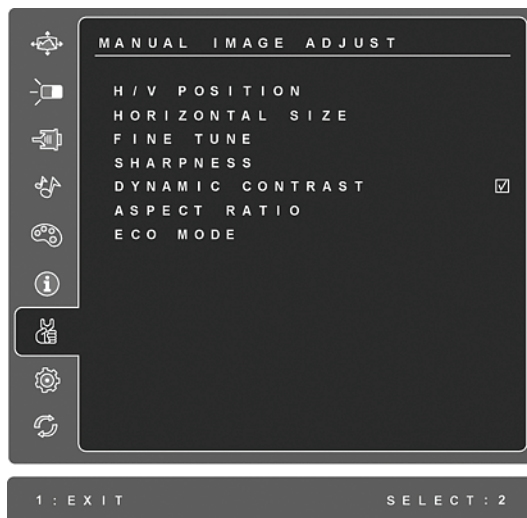 MANUAL IMAGE ADJUST
H/V POSITION
HORIZONTAL SIZE
FINE TUNE
SHARPNESS
DYNAMIC CONTRAST
ASPECT RATIO
ECO MODE
1:EXIT SELECT:2